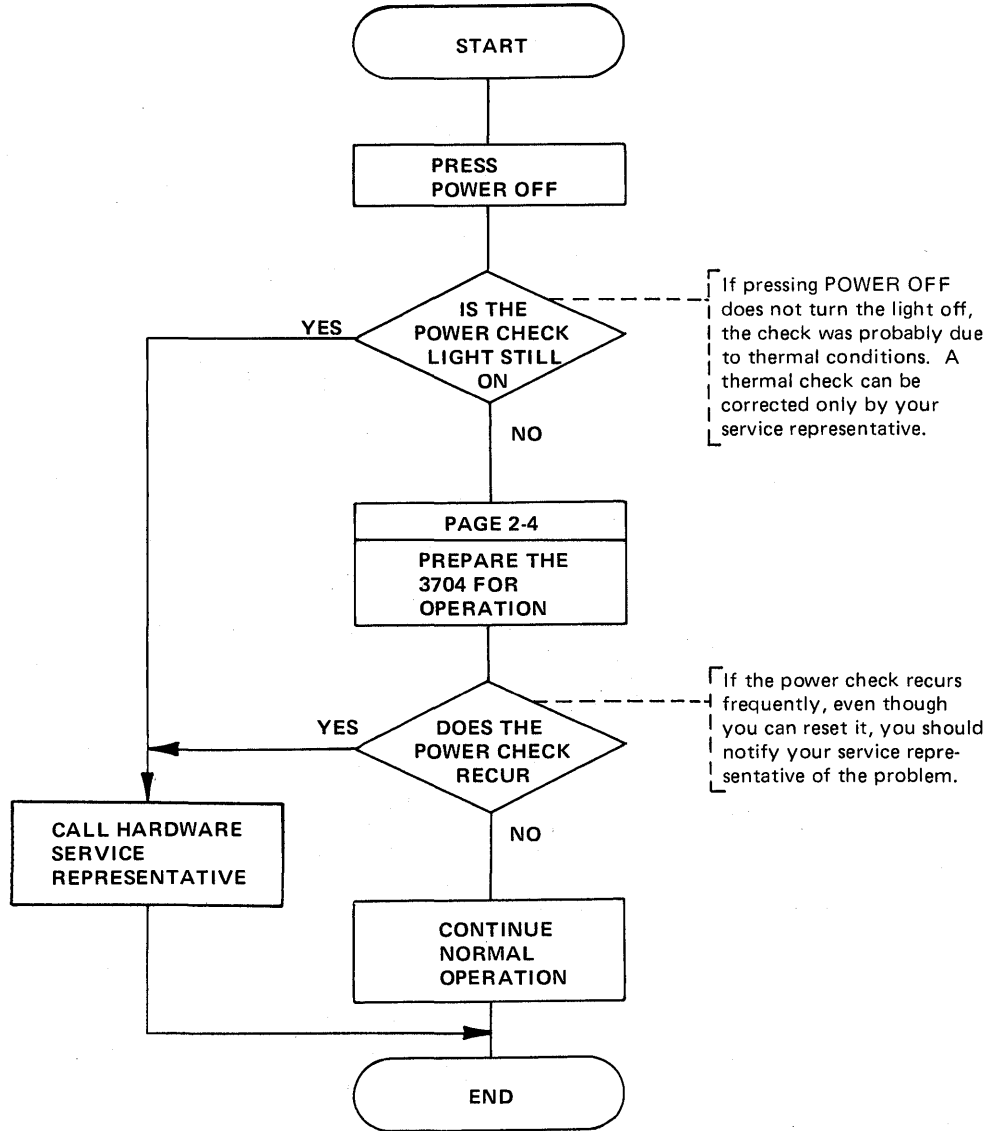 START
PRESS
POWER OFF
IS THE
POWER CHECK
LIGHT STILL
ON
YES
If pressing POWER OFF
does not turn the light off,
the check was probably due
to thermal conditions. A
thermal check can be
corrected only by your
service representative.
NO
PAGE 2-4
PREPARE THE
3704 FOR
OPERATION
YES
DOES THE
POWER CHECK
RECUR
If the power check recurs
frequently, even though
you can reset it, you should
notify your service repre-
sentative of the problem.
NO
CALL HARDWARE
SERVICE
REPRESENTATIVE
CONTINUE
NORMAL
OPERATION
END